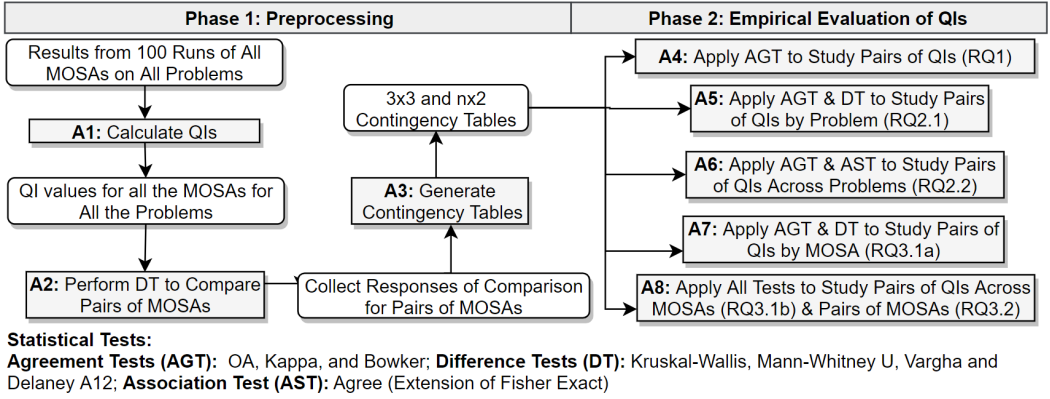 Phase 1: Preprocessing
Phase 2: Empirical Evaluation of QIs
Results from 100 Runs of All
MOSAs on All Problems
A1: Calculate QIs
QI values for all the MOSAs for
All the Problems
A2: Perform DT to Compare
Pairs of MOSAs
Collect Responses of Comparison
for Pairs of MOSAs
A3: Generate
Contingency Tables
3x3 and nx2
Contingency Tables
A4: Apply AGT to Study Pairs of QIs (RQ1)
A5: Apply AGT & DT to Study Pairs
of QIs by Problem (RQ2.1)
A6: Apply AGT & AST to Study Pairs
of QIs Across Problems (RQ2.2)
A7: Apply AGT & DT to Study Pairs of
QIs by MOSA (RQ3.1a)
A8: Apply All Tests to Study Pairs of QIs Across
MOSAs (RQ3.1b) & Pairs of MOSAs (RQ3.2)
Statistical Tests:
Agreement Tests (AGT): OA, Kappa, and Bowker; Difference Tests (DT): Kruskal-Wallis, Mann-Whitney U, Vargha and
Delaney A12; Association Test (AST): Agree (Extension of Fisher Exact)